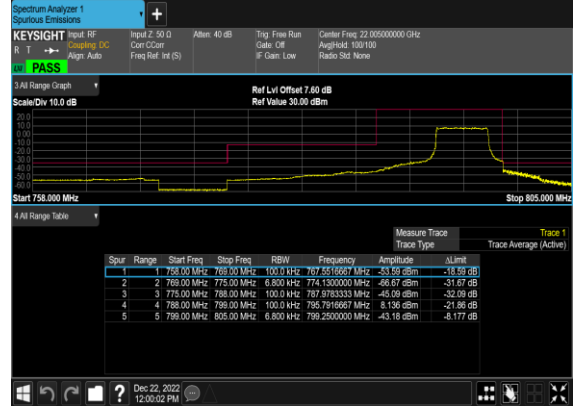 Spectrum Analyzer 1
Spurious Emissions
+
KEYSIGHT Input: RF Input Z: 50 Ω Atten: 40 dB Trig: Free Run Center Freq: 22.005000000 GHz
R T Coupling: DC Corr CCorr Gate: Off Avg|Hold: 100/100
Align: Auto Freq Ref: Int (S) IF Gain: Low Radio Std: None
PASS
3 All Range Graph
Ref Lvl Offset 7.60 dB
Scale/Div 10.0 dB Ref Value 30.00 dBm
20.0
10.0
0.00
-10.0
-20.0
-30.0
-40.0
-50.0
-60.0
Start 758.000 MHz Stop 805.000 MHz
4 All Range Table
Measure Trace Trace 1
Trace Type Trace Average (Active)
Spur Range Start Freq Stop Freq RBW Frequency Amplitude ΔLimit
1 1 758.00 MHz 769.00 MHz 100.0 kHz 767.5516667 MHz -53.59 dBm -18.59 dB
2 2 769.00 MHz 775.00 MHz 6.800 kHz 774.1300000 MHz -66.67 dBm -31.67 dB
3 3 775.00 MHz 788.00 MHz 100.0 kHz 787.9783333 MHz -45.09 dBm -32.09 dB
4 4 788.00 MHz 799.00 MHz 100.0 kHz 795.7916667 MHz 8.136 dBm -21.86 dB
5 5 799.00 MHz 805.00 MHz 6.800 kHz 799.2500000 MHz -43.18 dBm -8.177 dB
? Dec 22, 2022
12:00:02 PM